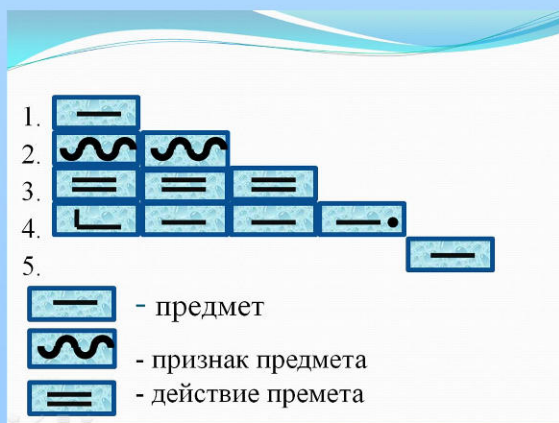 1.
2.
3.
4.
5.
- предмет
- признак предмета
- действие премета